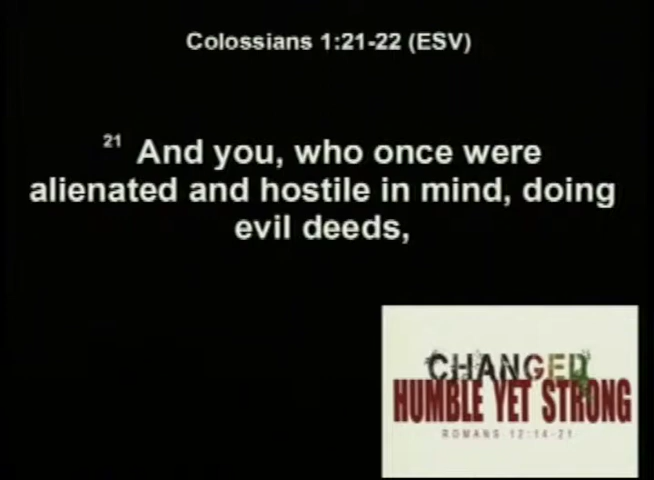 Colossians 1:21-22 (ESV)
21 And you, who once were
alienated and hostile in mind, doing
evil deeds,
CHANGED
HUMBLE YET STRONG
ROMANS 12:14-21